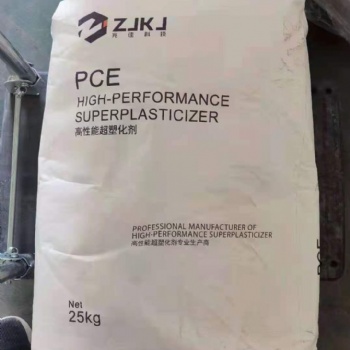 ZJKJ
PCE
HIGH-PERFORMANCE
SUPERPLASTICIZER
高性能超塑化剂
PROFESSIONAL MANUFACTURER OF
HIGH-PERFORMANCE SUPERPLASTICIZER
高性能超塑化剂专业生产商
Net
25kg
PCE